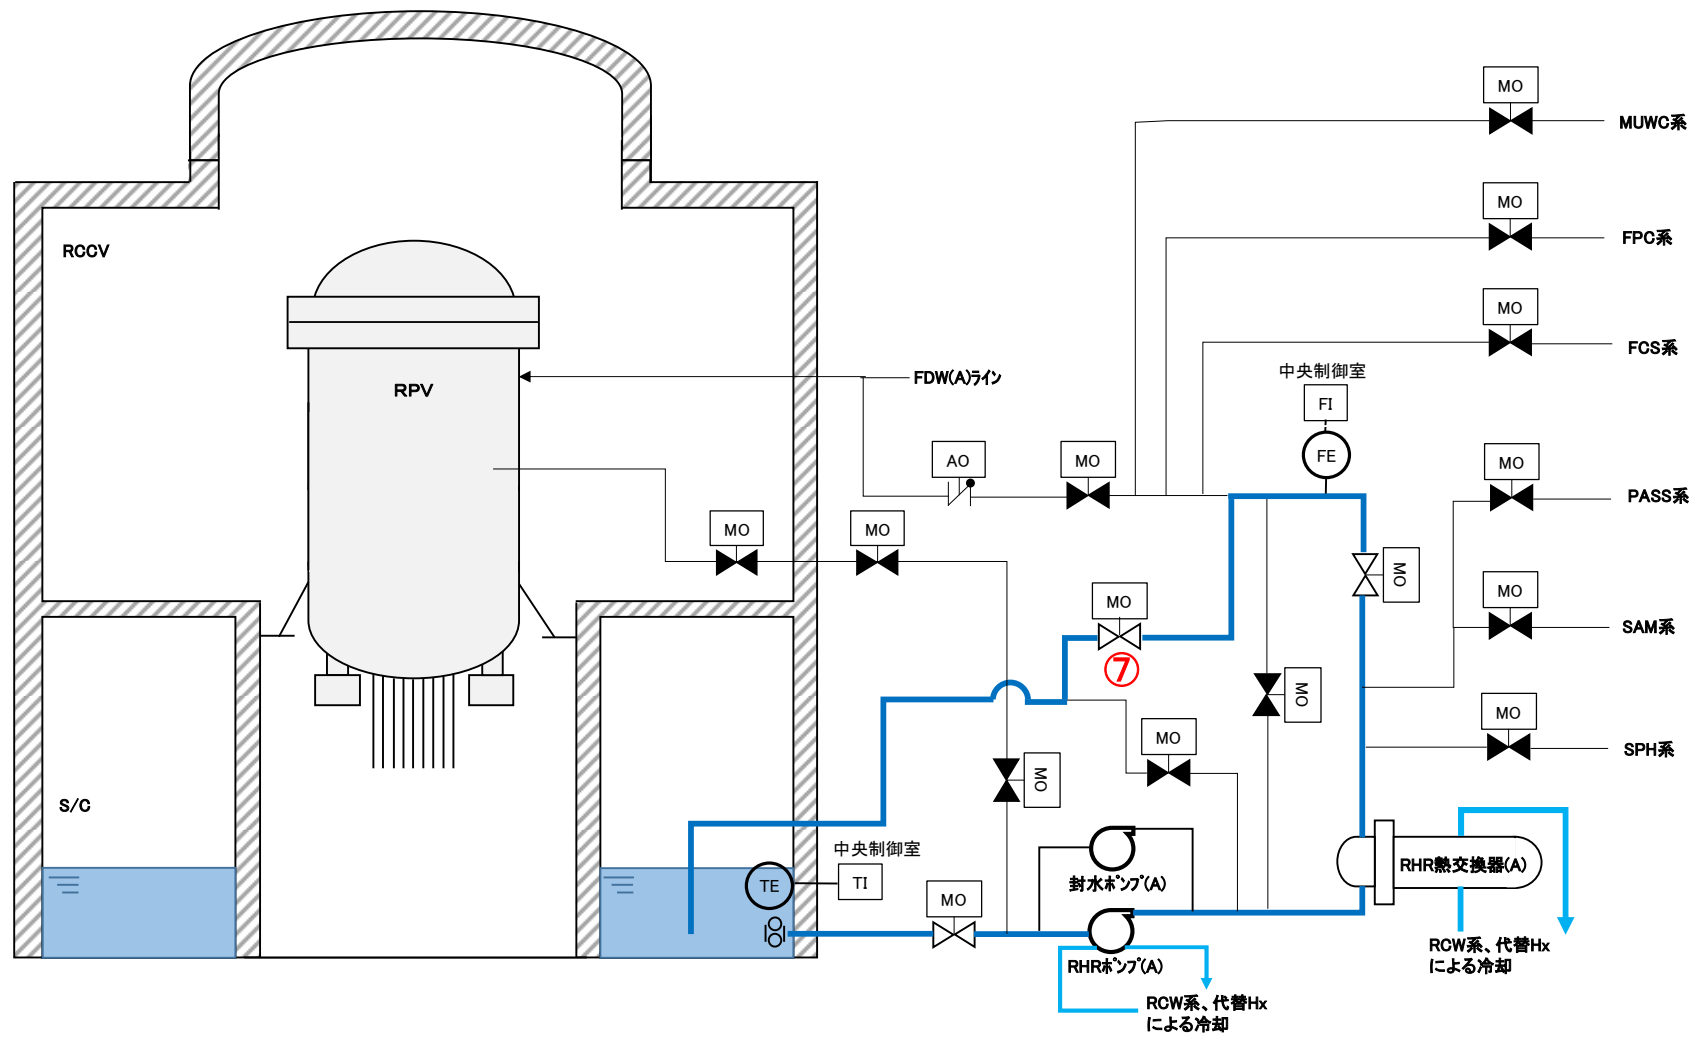 MO
MUWC系
MO
FPC系
RCCV
MO
FCS系
中央制御室
FI
FDW(A)ライン
RPV
FE
AO
MO
MO
PASS系
MO
MO
MO
MO
SAM系
MO
⑦
MO
MO
SPH系
MO
MO
S/C
中央制御室
TE
TI
封水ポンプ(A)
RHR熱交換器(A)
MO
RHRポンプ(A)
RCW系、代替Hx
による冷却
RCW系、代替Hx
による冷却